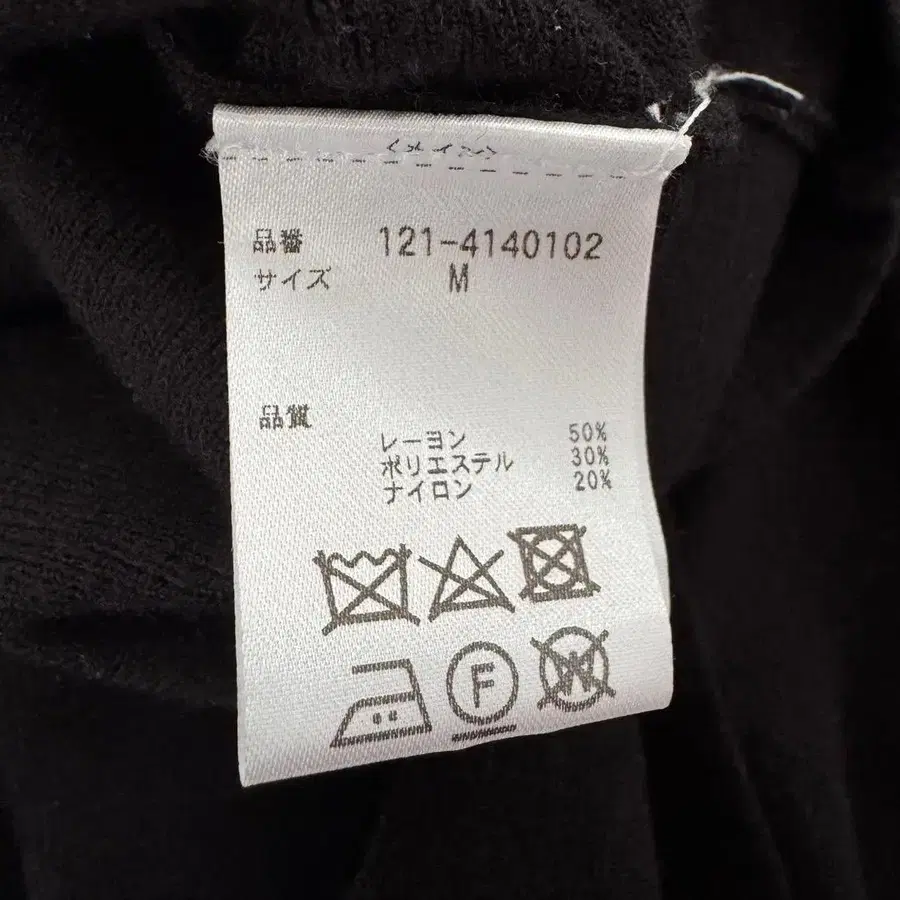 品番 121-4140102
サイズ M
品質
レーヨン 50%
ポリエステル 30%
ナイロン 20%
F
W